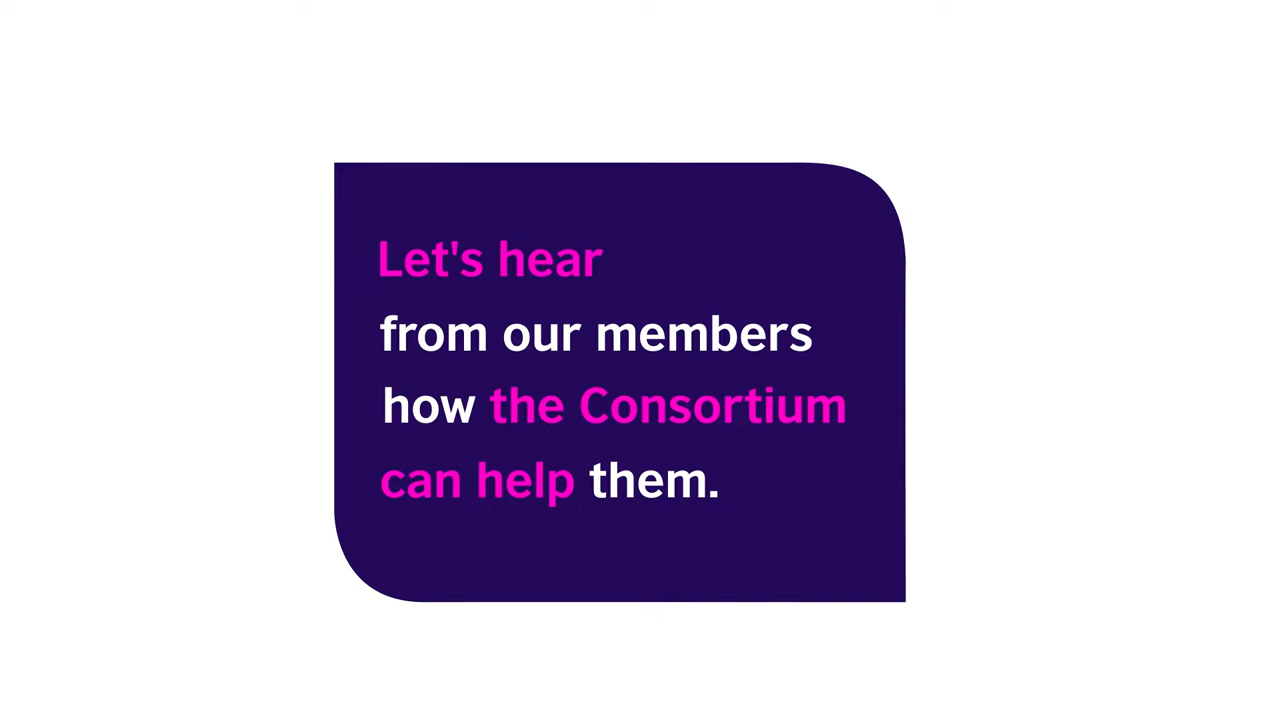 Let's hear
from our members
how the Consortium
can help them.